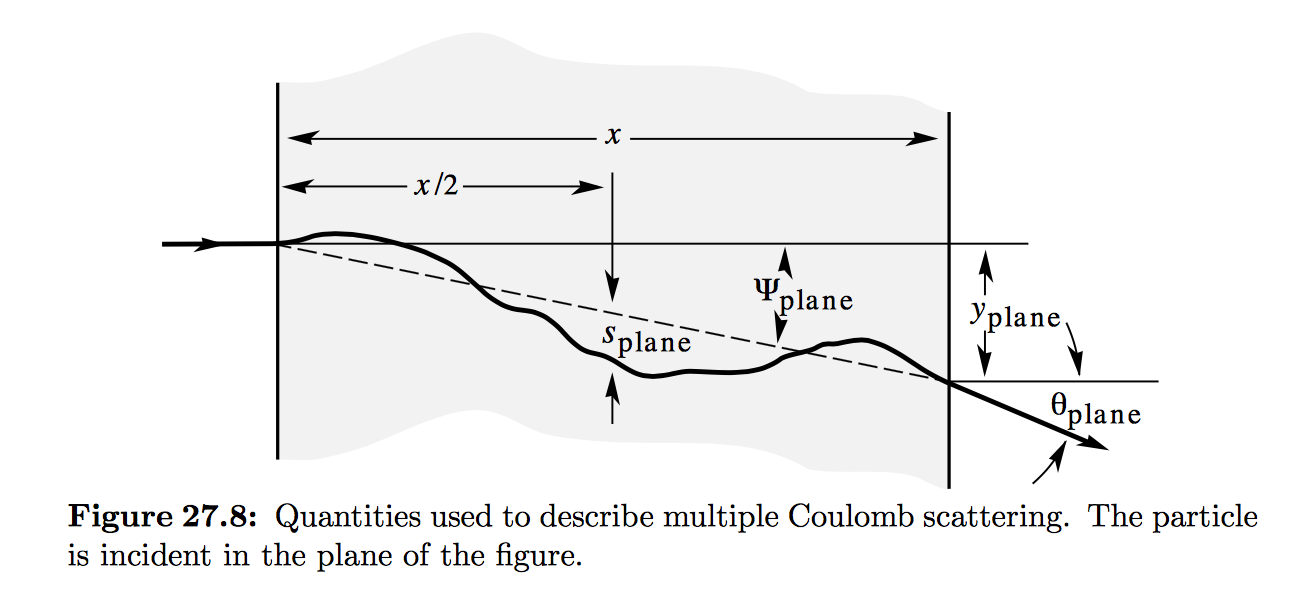 x
x/2
Ψplane
yplane
splane
θplane
Figure 27.8: Quantities used to describe multiple Coulomb scattering. The particle
is incident in the plane of the figure.